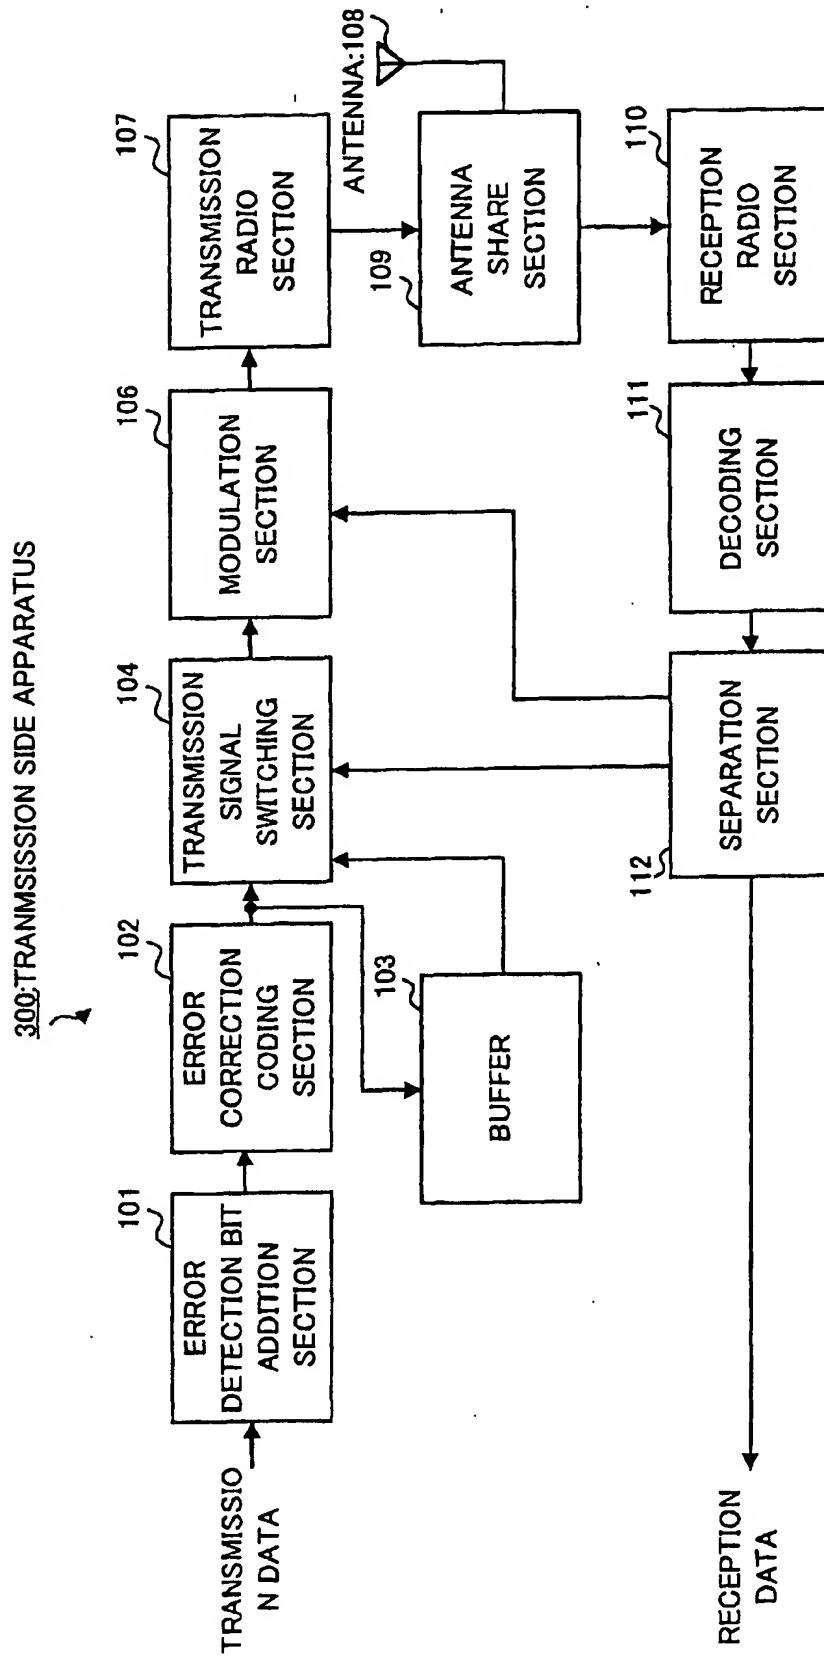 300:TRANMSISSION SIDE APPARATUS
TRANSMISSIO
N DATA
101
ERROR
DETECTION BIT
ADDITION
SECTION
102
ERROR
CORRECTION
CODING
SECTION
103
BUFFER
104
TRANSMISSION
SIGNAL
SWITCHING
SECTION
106
MODULATION
SECTION
107
TRANSMISSION
RADIO
SECTION
ANTENNA:108
109
ANTENNA
SHARE
SECTION
110
RECEPTION
RADIO
SECTION
111
DECODING
SECTION
112
SEPARATION
SECTION
RECEPTION
DATA